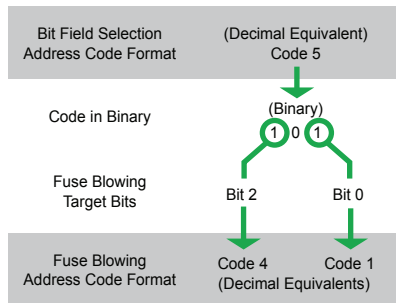 Bit Field Selection
Address Code Format
(Decimal Equivalent)
Code 5
Code in Binary
(Binary)
1 0 1
Fuse Blowing
Target Bits
Bit 2
Bit 0
Fuse Blowing
Address Code Format
Code 4
Code 1
(Decimal Equivalents)